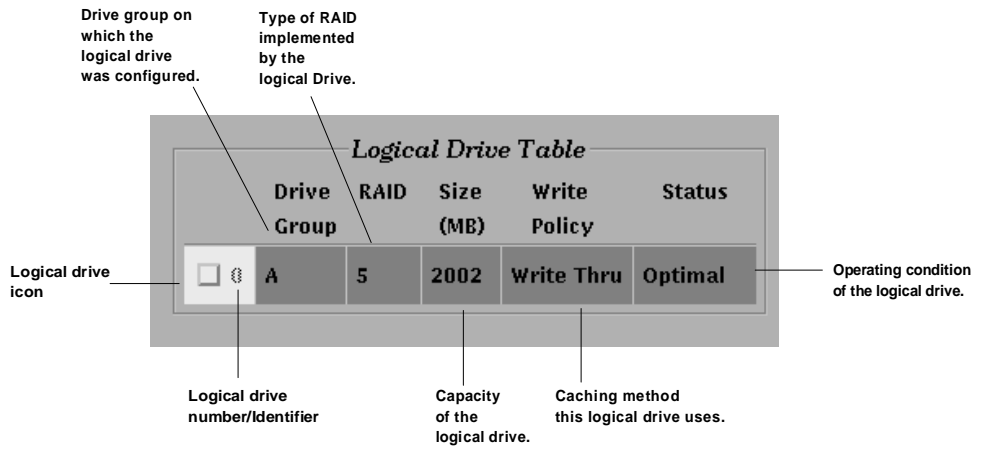 Drive group on
which the
logical drive
was configured.
Type of RAID
implemented
by the
logical Drive.
Logical Drive Table
Drive Group
RAID
Size (MB)
Write Policy
Status
0
A
5
2002
Write Thru
Optimal
Logical drive
icon
Operating condition
of the logical drive.
Logical drive
number/Identifier
Capacity
of the
logical drive.
Caching method
this logical drive uses.